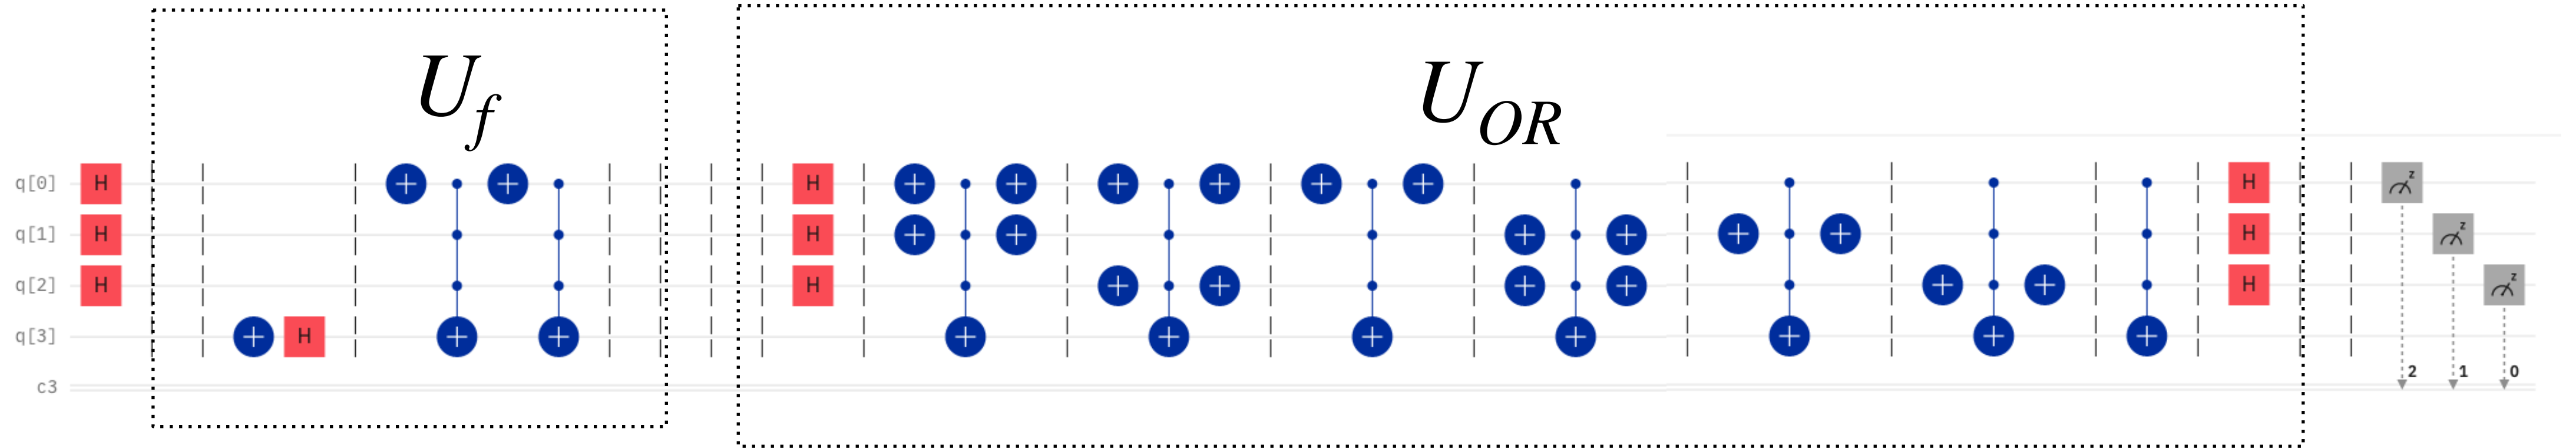 U_f
U_OR
q[0] H H H z
q[1] H H H z
q[2] H H H z
q[3] H
c3 2 1 0